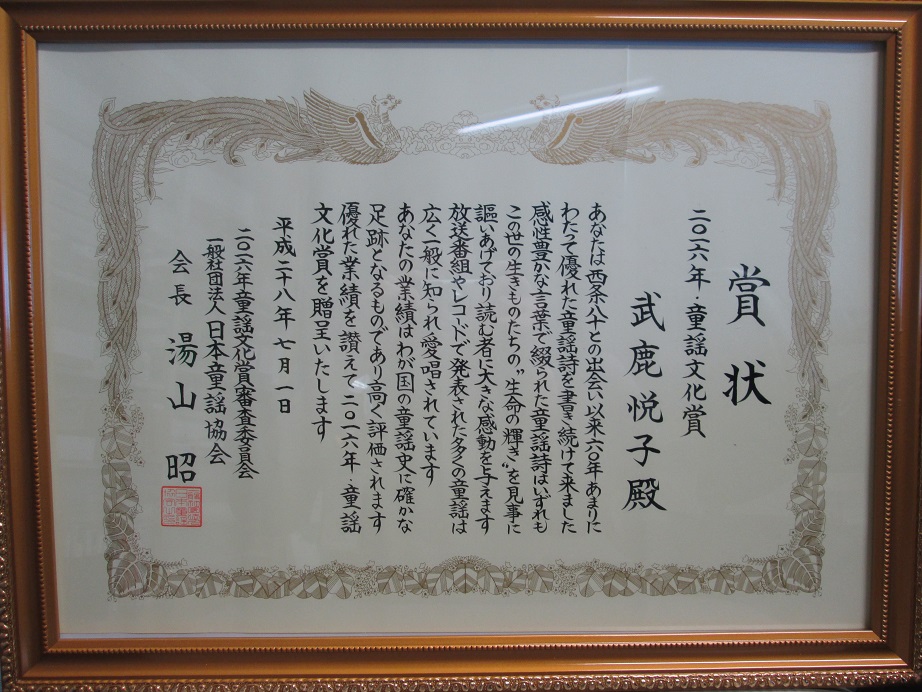 賞状
二〇一六年・童謡文化賞
武鹿悦子殿
あなたは西条八十との出会い以来六〇年あまりに
わたって優れた童謡詩を書き続けて来ました
感性豊かな言葉で綴られた童謡詩はいずれも
この世の生きものたちの〝生命の輝き〟を見事に
謳いあげており読む者に大きな感動を与えます
放送番組やレコードで発表された多くの童謡は
広く一般に知られ愛唱されています
あなたの業績はわが国の童謡史に確かな
足跡となるものであり高く評価されます
優れた業績を讃えて二〇一六年・童謡
文化賞を贈呈いたします
平成二十八年七月一日
二〇一六年童謡文化賞審査委員会
一般社団法人日本童謡協会
会長 湯山昭